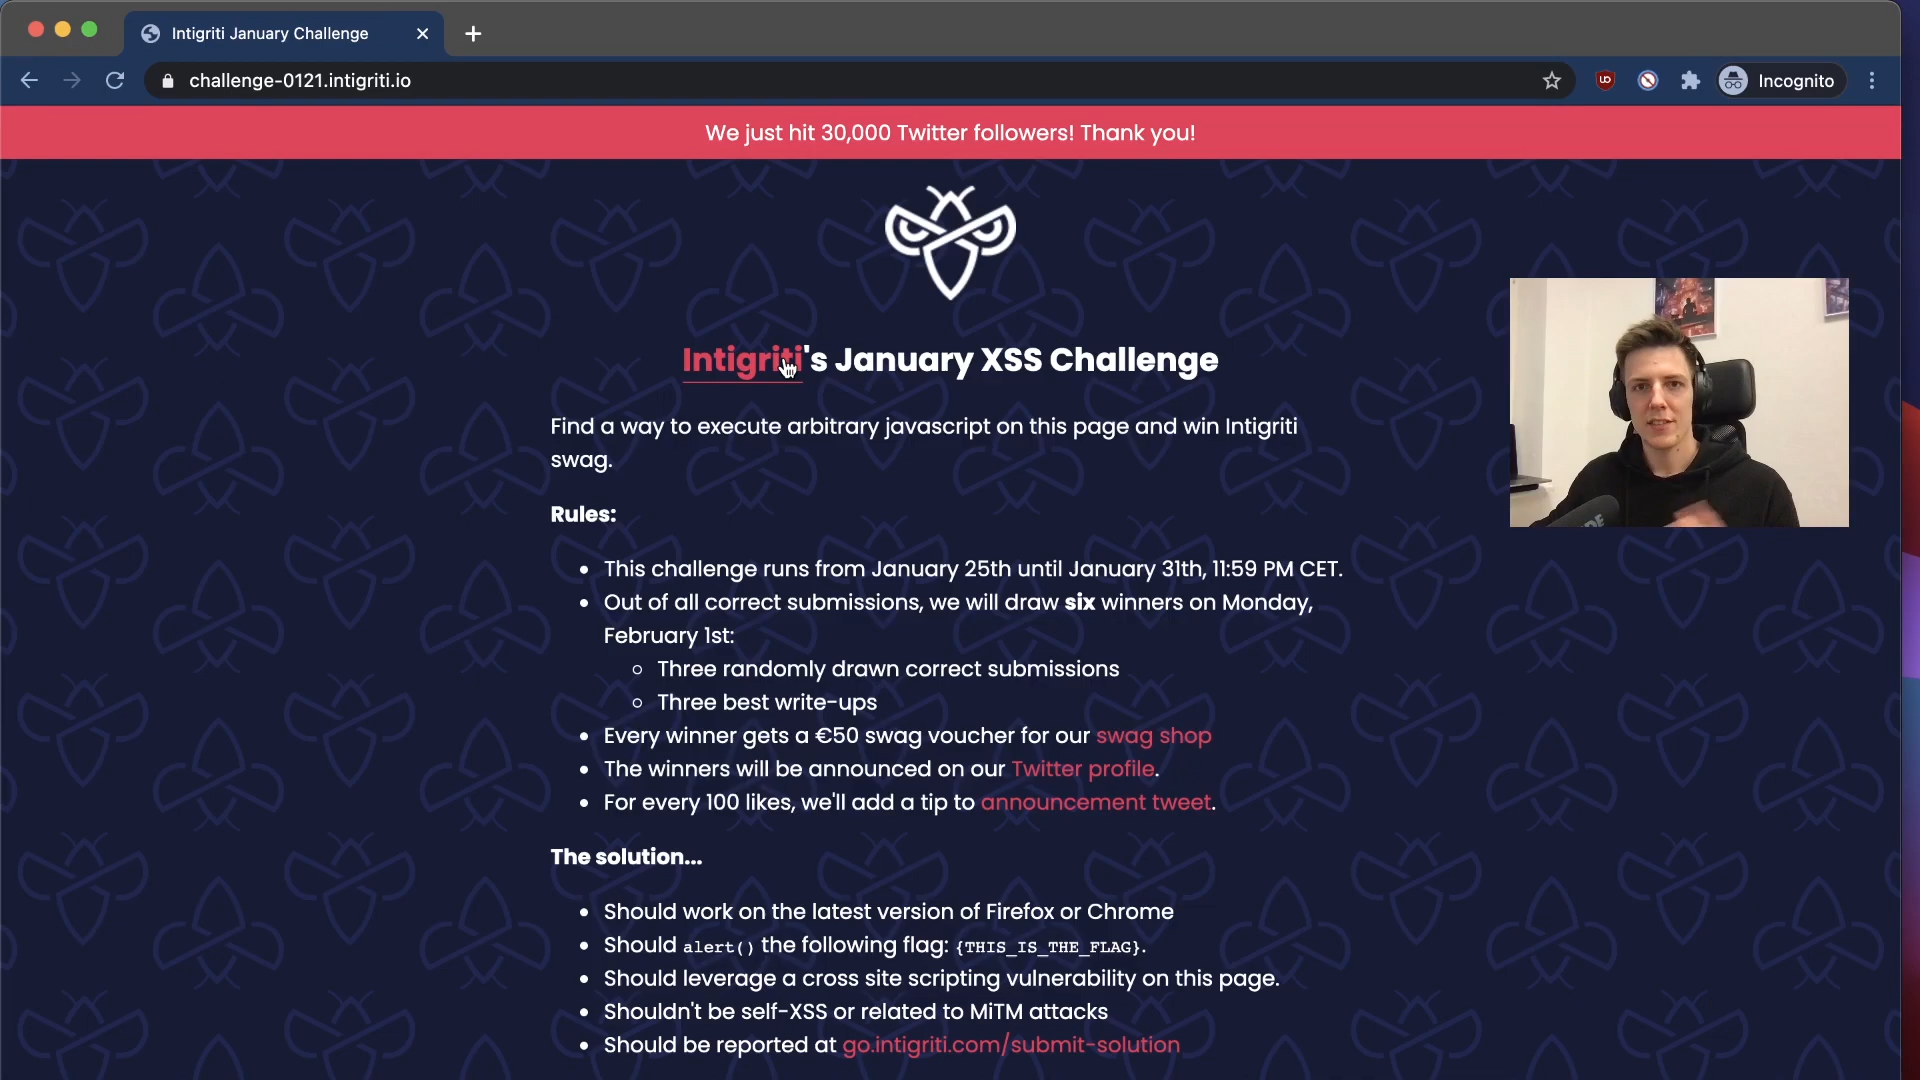 Intigriti January Challenge
challenge-0121.intigriti.io
Incognito
We just hit 30,000 Twitter followers! Thank you!
Intigriti's January XSS Challenge
Find a way to execute arbitrary javascript on this page and win Intigriti
swag.
Rules:
This challenge runs from January 25th until January 31th, 11:59 PM CET.
Out of all correct submissions, we will draw six winners on Monday,
February 1st:
Three randomly drawn correct submissions
Three best write-ups
Every winner gets a €50 swag voucher for our swag shop
The winners will be announced on our Twitter profile.
For every 100 likes, we'll add a tip to announcement tweet.
The solution...
Should work on the latest version of Firefox or Chrome
Should alert() the following flag: {THIS_IS_THE_FLAG}.
Should leverage a cross site scripting vulnerability on this page.
Shouldn't be self-XSS or related to MiTM attacks
Should be reported at go.intigriti.com/submit-solution